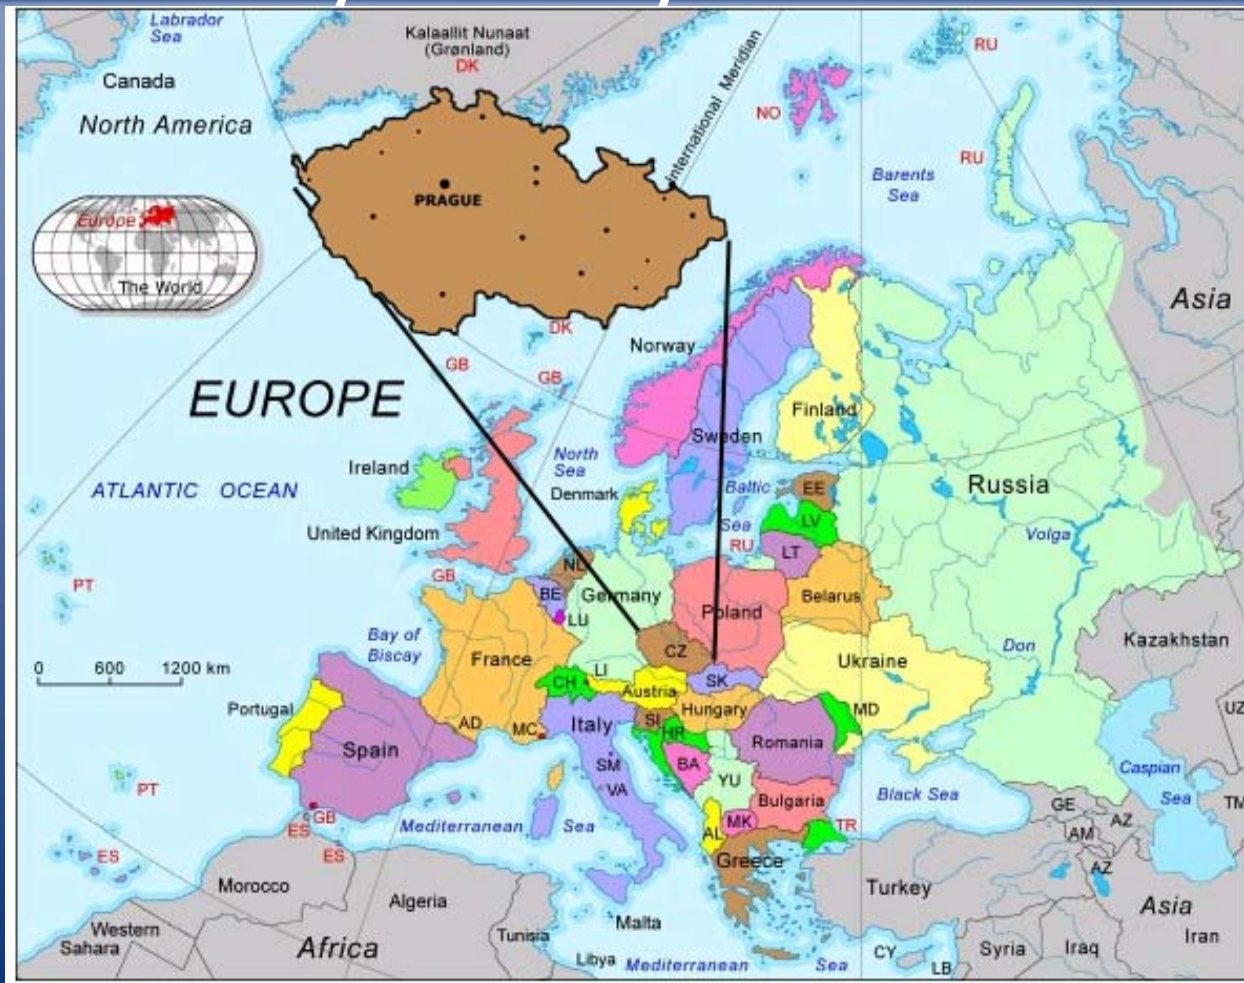 Labrador
Sea
Kalaallit Nunaat
(Grønland)
DK
Canada
North America
International Meridian
RU
NO
RU
Barents
Sea
PRAGUE
Europe
The World
Asia
DK
GB
GB
Norway
EUROPE
Finland
Sweden
North
Sea
Ireland
ATLANTIC OCEAN
Denmark
Baltic
Sea
EE
Russia
LV
United Kingdom
RU
LT
Volga
NL
GB
BE
Germany
PT
LU
Poland
Belarus
Bay of
Biscay
CZ
Don
Kazakhstan
0 600 1200 km
France
LI
CH
Austria
SK
Ukraine
Portugal
AD
MC
Italy
SI
HR
Hungary
MD
UZ
Spain
Romania
SM
BA
YU
VA
Caspian
Sea
PT
Black Sea
Bulgaria
TM
GB
ES
Mediterranean Sea
AL
MK
TR
GE
AM
AZ
ES
ES
Greece
AZ
Morocco
Algeria
Turkey
Asia
Western
Sahara
Africa
Tunisia
Malta
Libya
Mediterranean Sea
CY
LB
Syria
Iraq
Iran